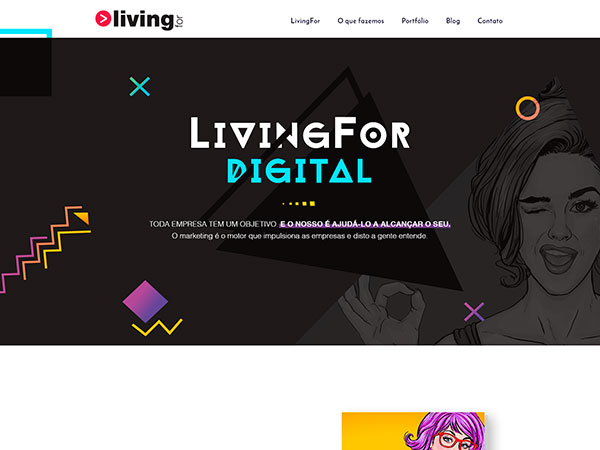 living for
LivingFor
O que fazemos
Portfólio
Blog
Contato
LIVINGFOR
DIGITAL
TODA EMPRESA TEM UM OBJETIVO E O NOSSO É AJUDÁ-LO A ALCANÇAR O SEU.
O marketing é o motor que impulsiona as empresas e disto a gente entende.